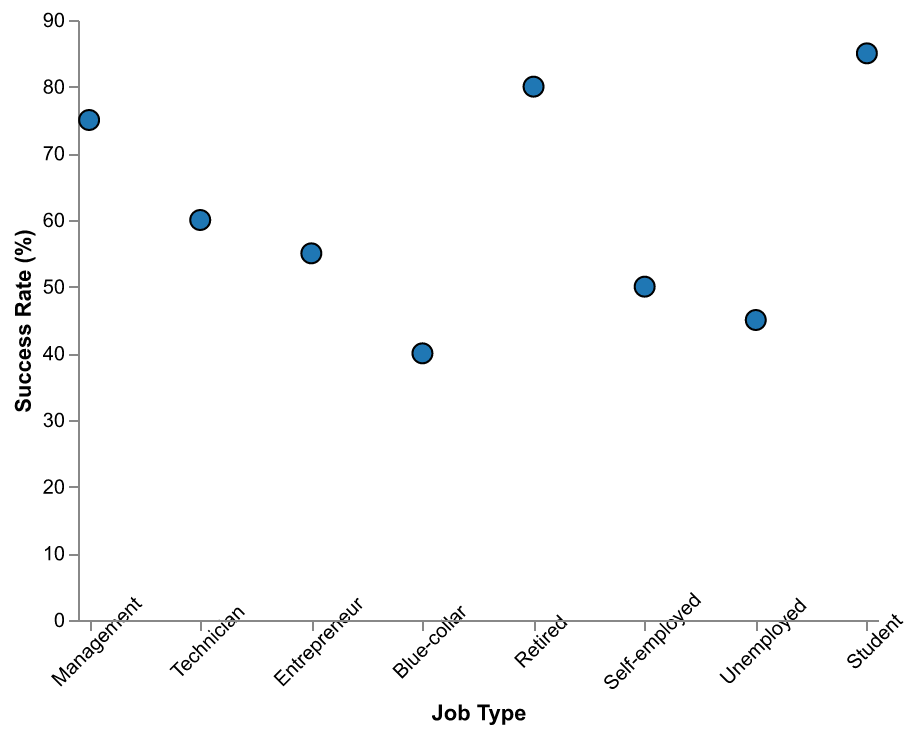 90
80
70
60
50
40
30
20
10
0
Success Rate (%)
Management
Technician
Entrepreneur
Blue-collar
Retired
Self-employed
Unemployed
Student
Job Type